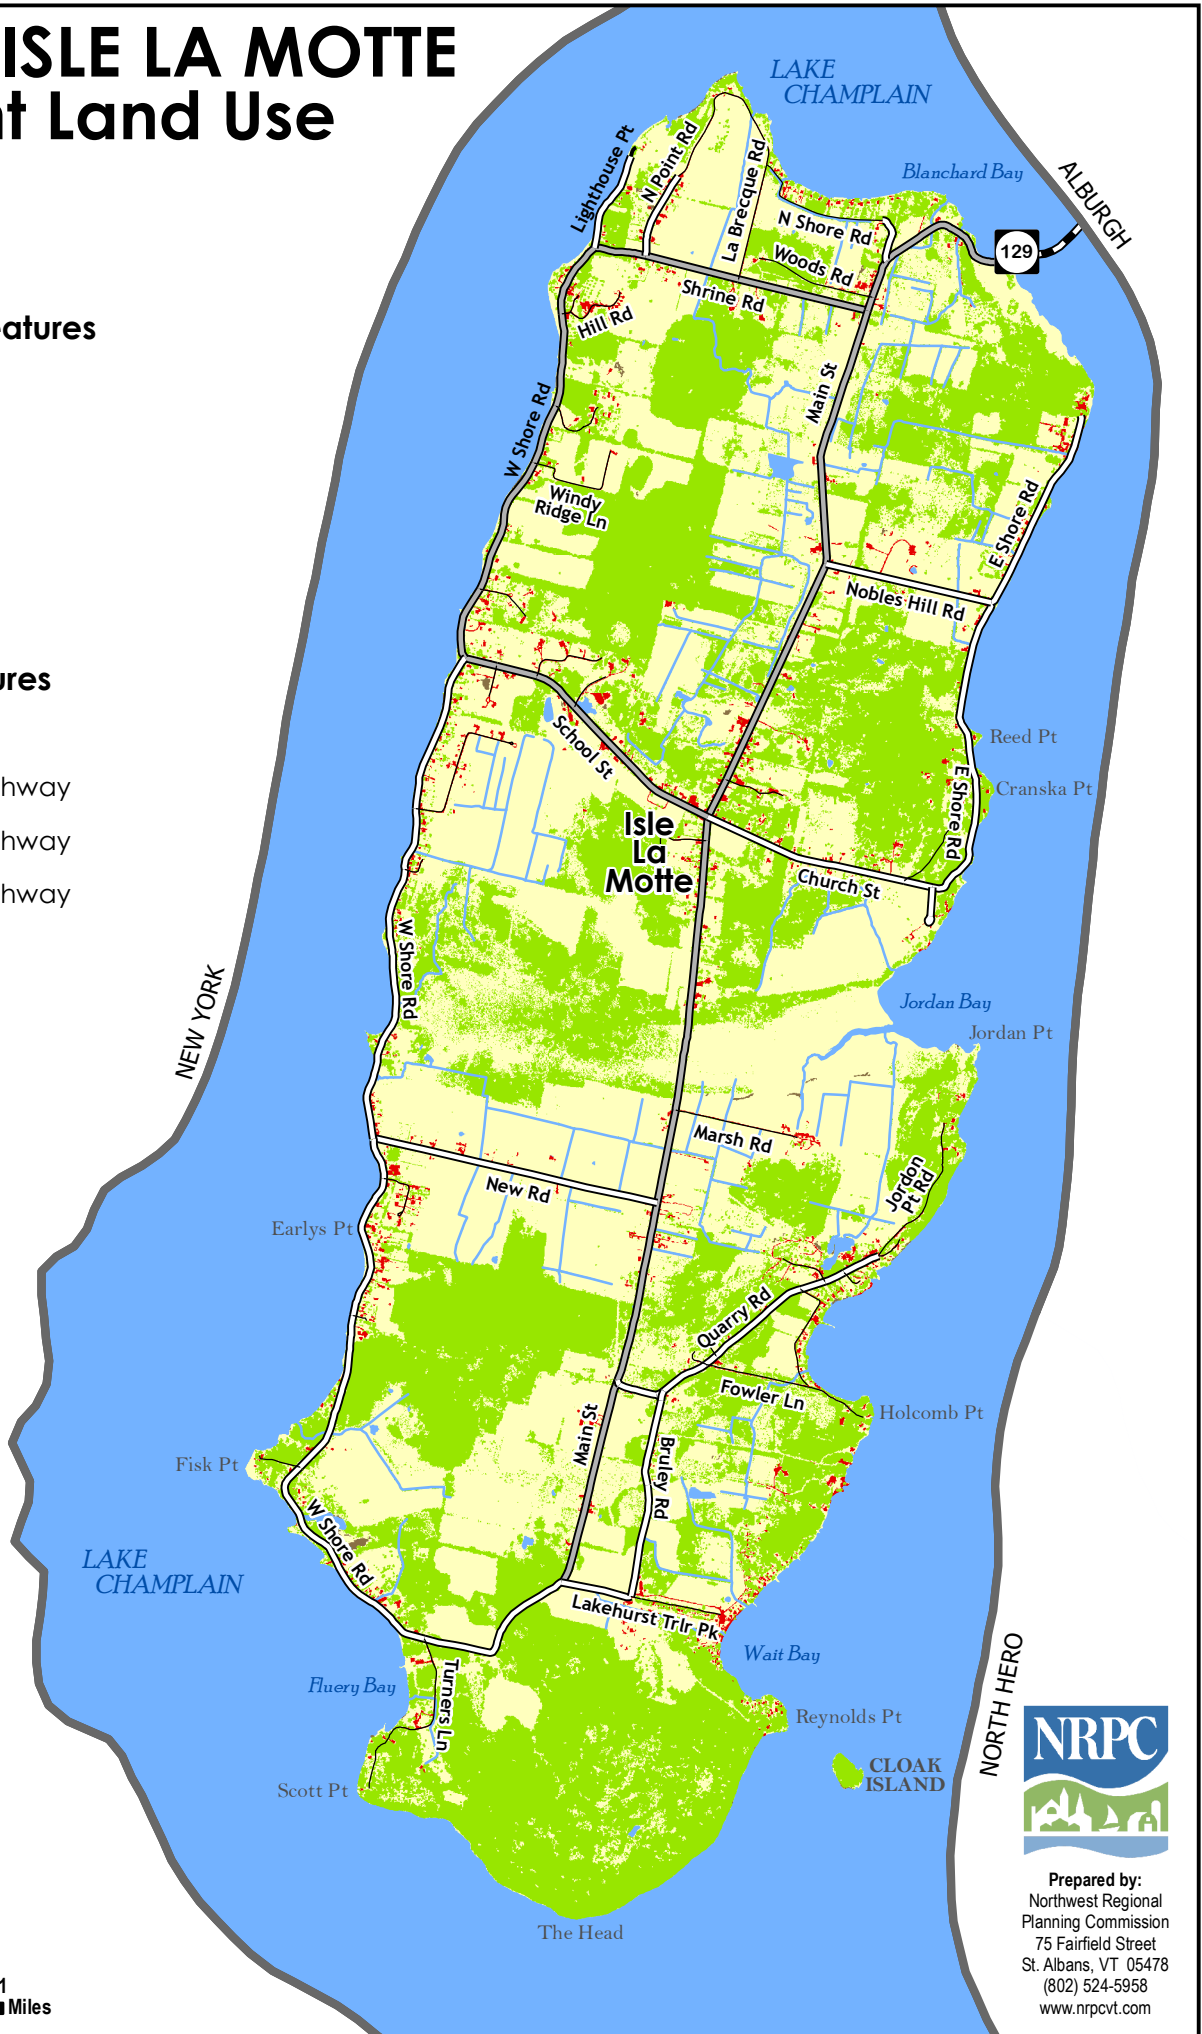 ISLE LA MOTTE
t Land Use
eatures
ures
hway
hway
hway
LAKE
CHAMPLAIN
Blanchard Bay
ALBURGH
129
Lighthouse Pt
N Point Rd
La Brecque Rd
N Shore Rd
Woods Rd
Shrine Rd
Hill Rd
Main St
W Shore Rd
Windy
Ridge Ln
E Shore Rd
Nobles Hill Rd
School St
Reed Pt
Cranska Pt
E Shore Rd
Isle
La
Motte
Church St
W Shore Rd
NEW YORK
Jordan Bay
Jordan Pt
Marsh Rd
New Rd
Jordon
Pt Rd
Earlys Pt
Quarry Rd
Fowler Ln
Holcomb Pt
Main St
Bruley Rd
Fisk Pt
W Shore Rd
LAKE
CHAMPLAIN
Lakehurst Trlr Pk
Wait Bay
Fluery Bay
Turners Ln
Reynolds Pt
NORTH HERO
CLOAK
ISLAND
Scott Pt
The Head
NRPC
Prepared by:
Northwest Regional
Planning Commission
75 Fairfield Street
St. Albans, VT 05478
(802) 524-5958
www.nrpcvt.com
1
Miles